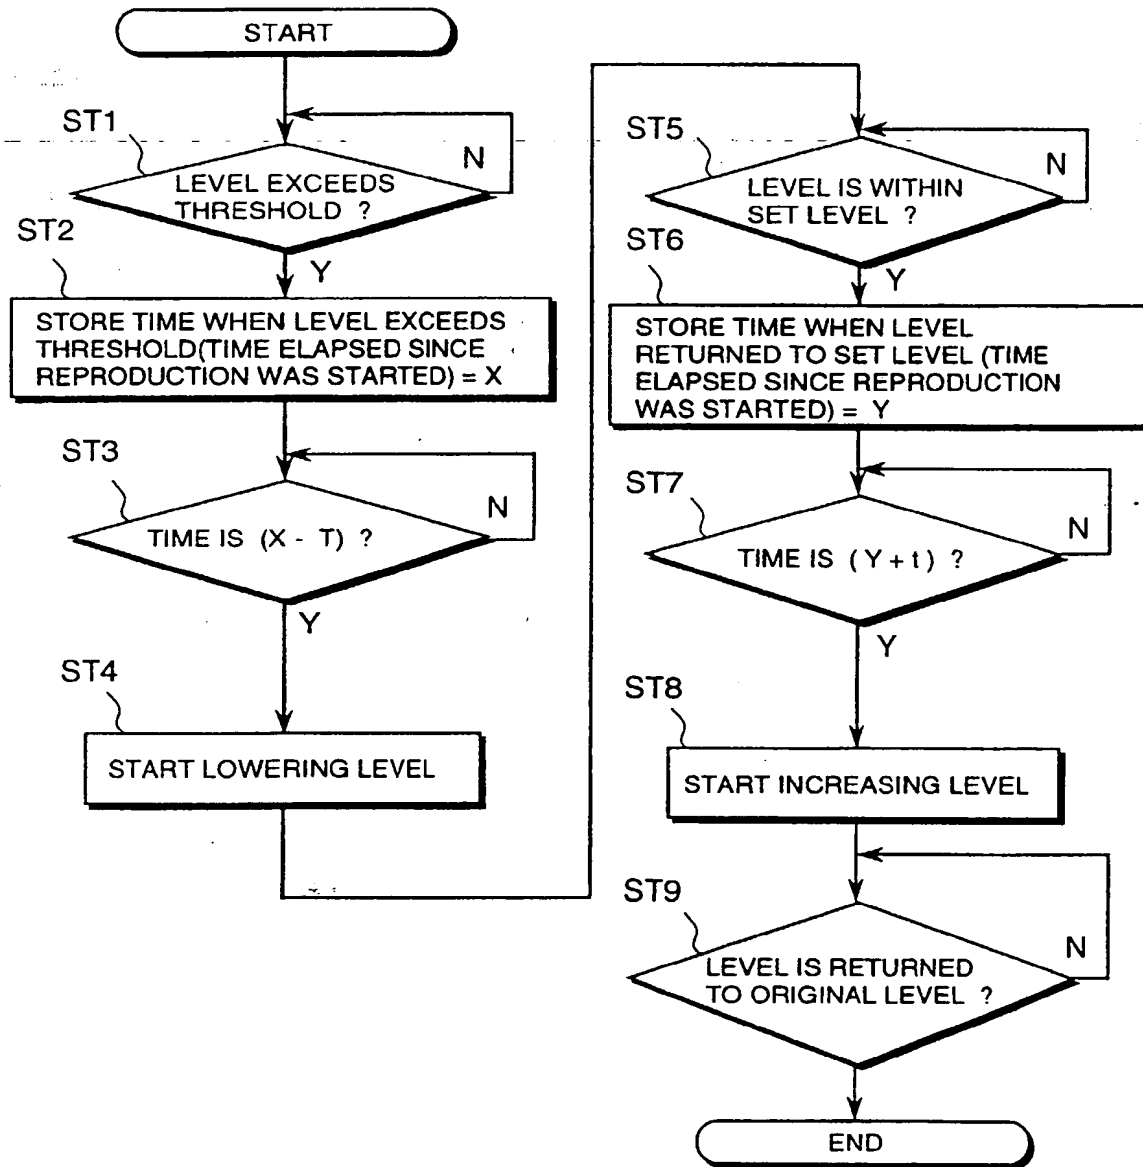 START
ST1
N
LEVEL EXCEEDS
THRESHOLD ?
ST2
Y
STORE TIME WHEN LEVEL EXCEEDS
THRESHOLD(TIME ELAPSED SINCE
REPRODUCTION WAS STARTED) = X
ST3
N
TIME IS (X - T) ?
Y
ST4
START LOWERING LEVEL
ST5
N
LEVEL IS WITHIN
SET LEVEL ?
ST6
Y
STORE TIME WHEN LEVEL
RETURNED TO SET LEVEL (TIME
ELAPSED SINCE REPRODUCTION
WAS STARTED) = Y
ST7
N
TIME IS (Y + t) ?
Y
ST8
START INCREASING LEVEL
ST9
N
LEVEL IS RETURNED
TO ORIGINAL LEVEL ?
END